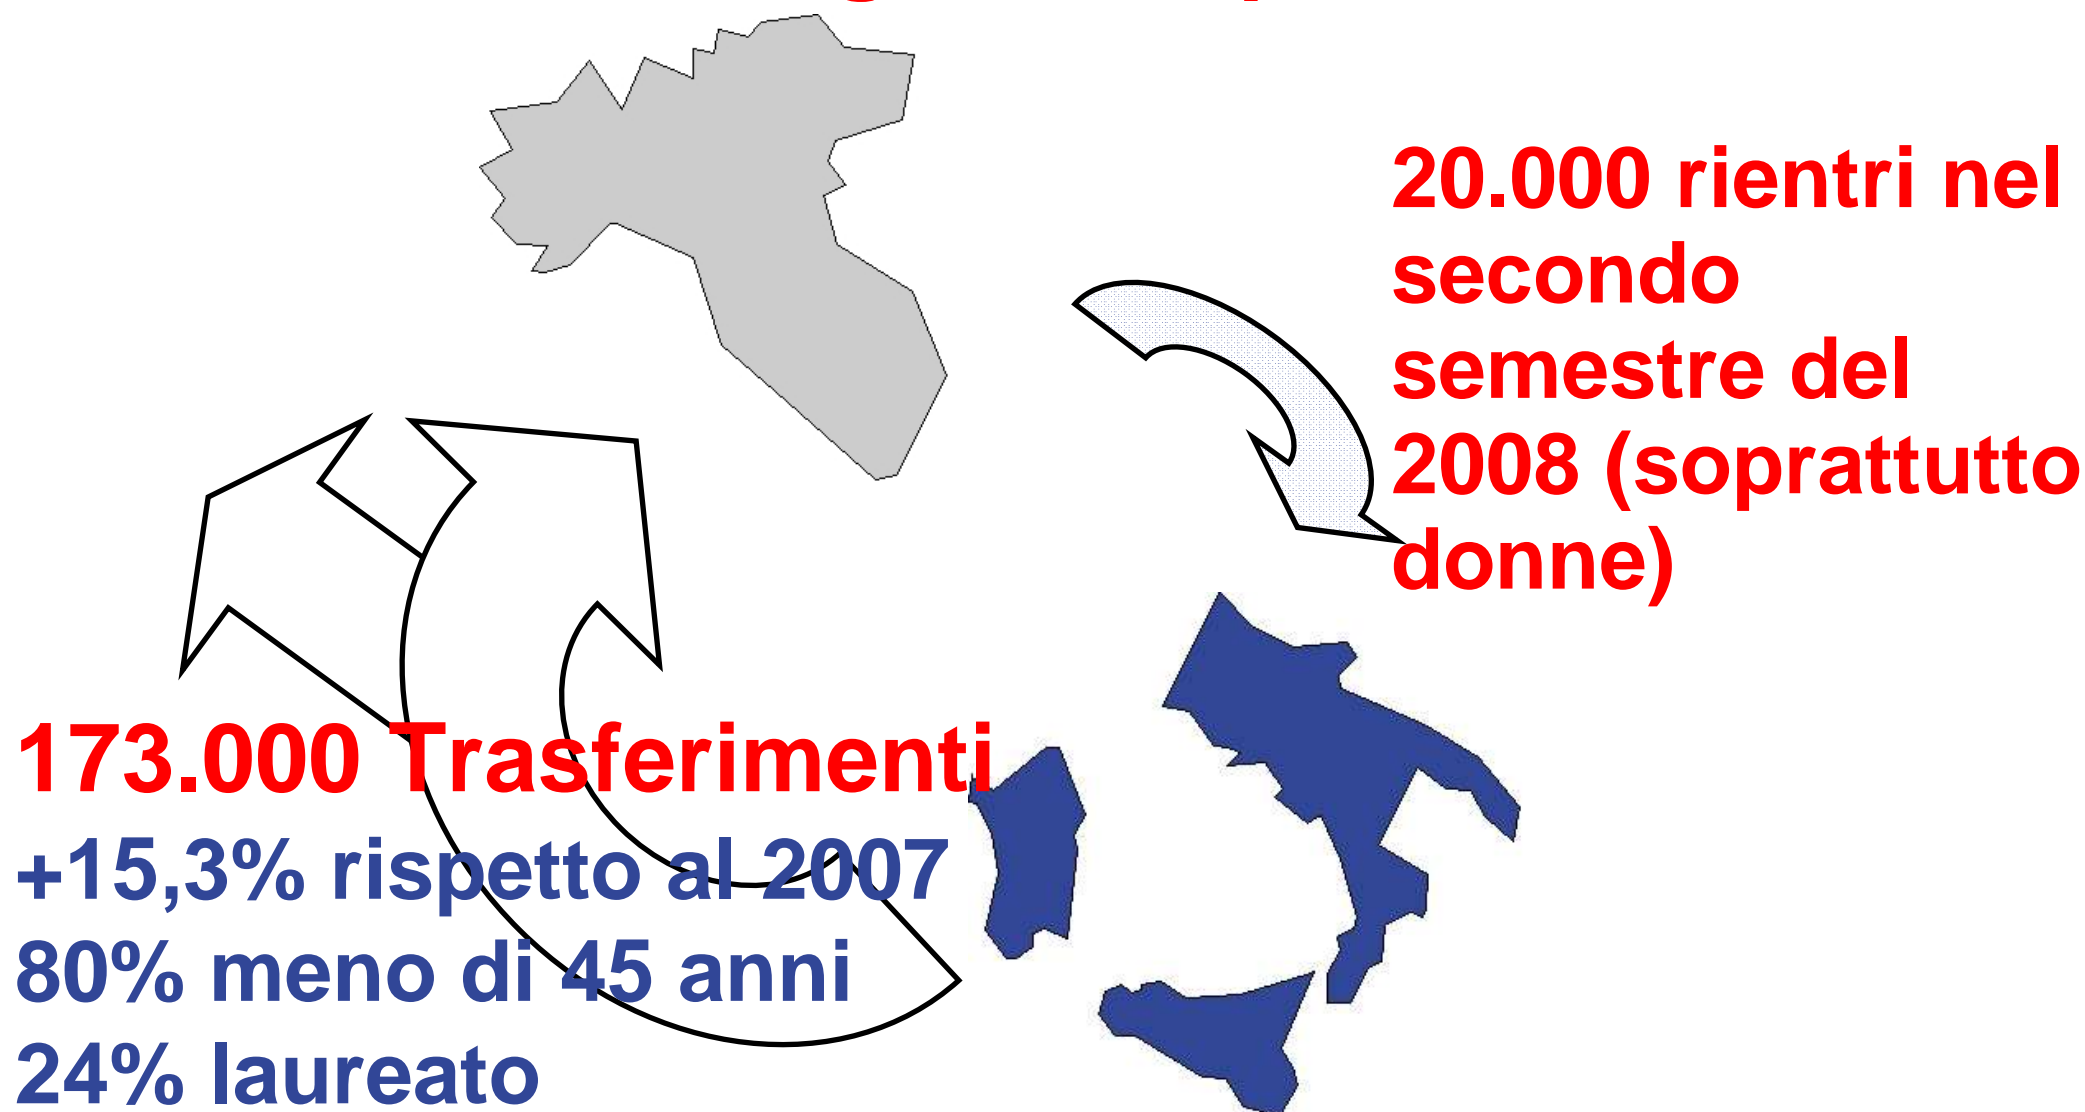 20.000 rientri nel
secondo
semestre del
2008 (soprattutto
donne)
173.000 Trasferimenti
+15,3% rispetto al 2007
80% meno di 45 anni
24% laureato